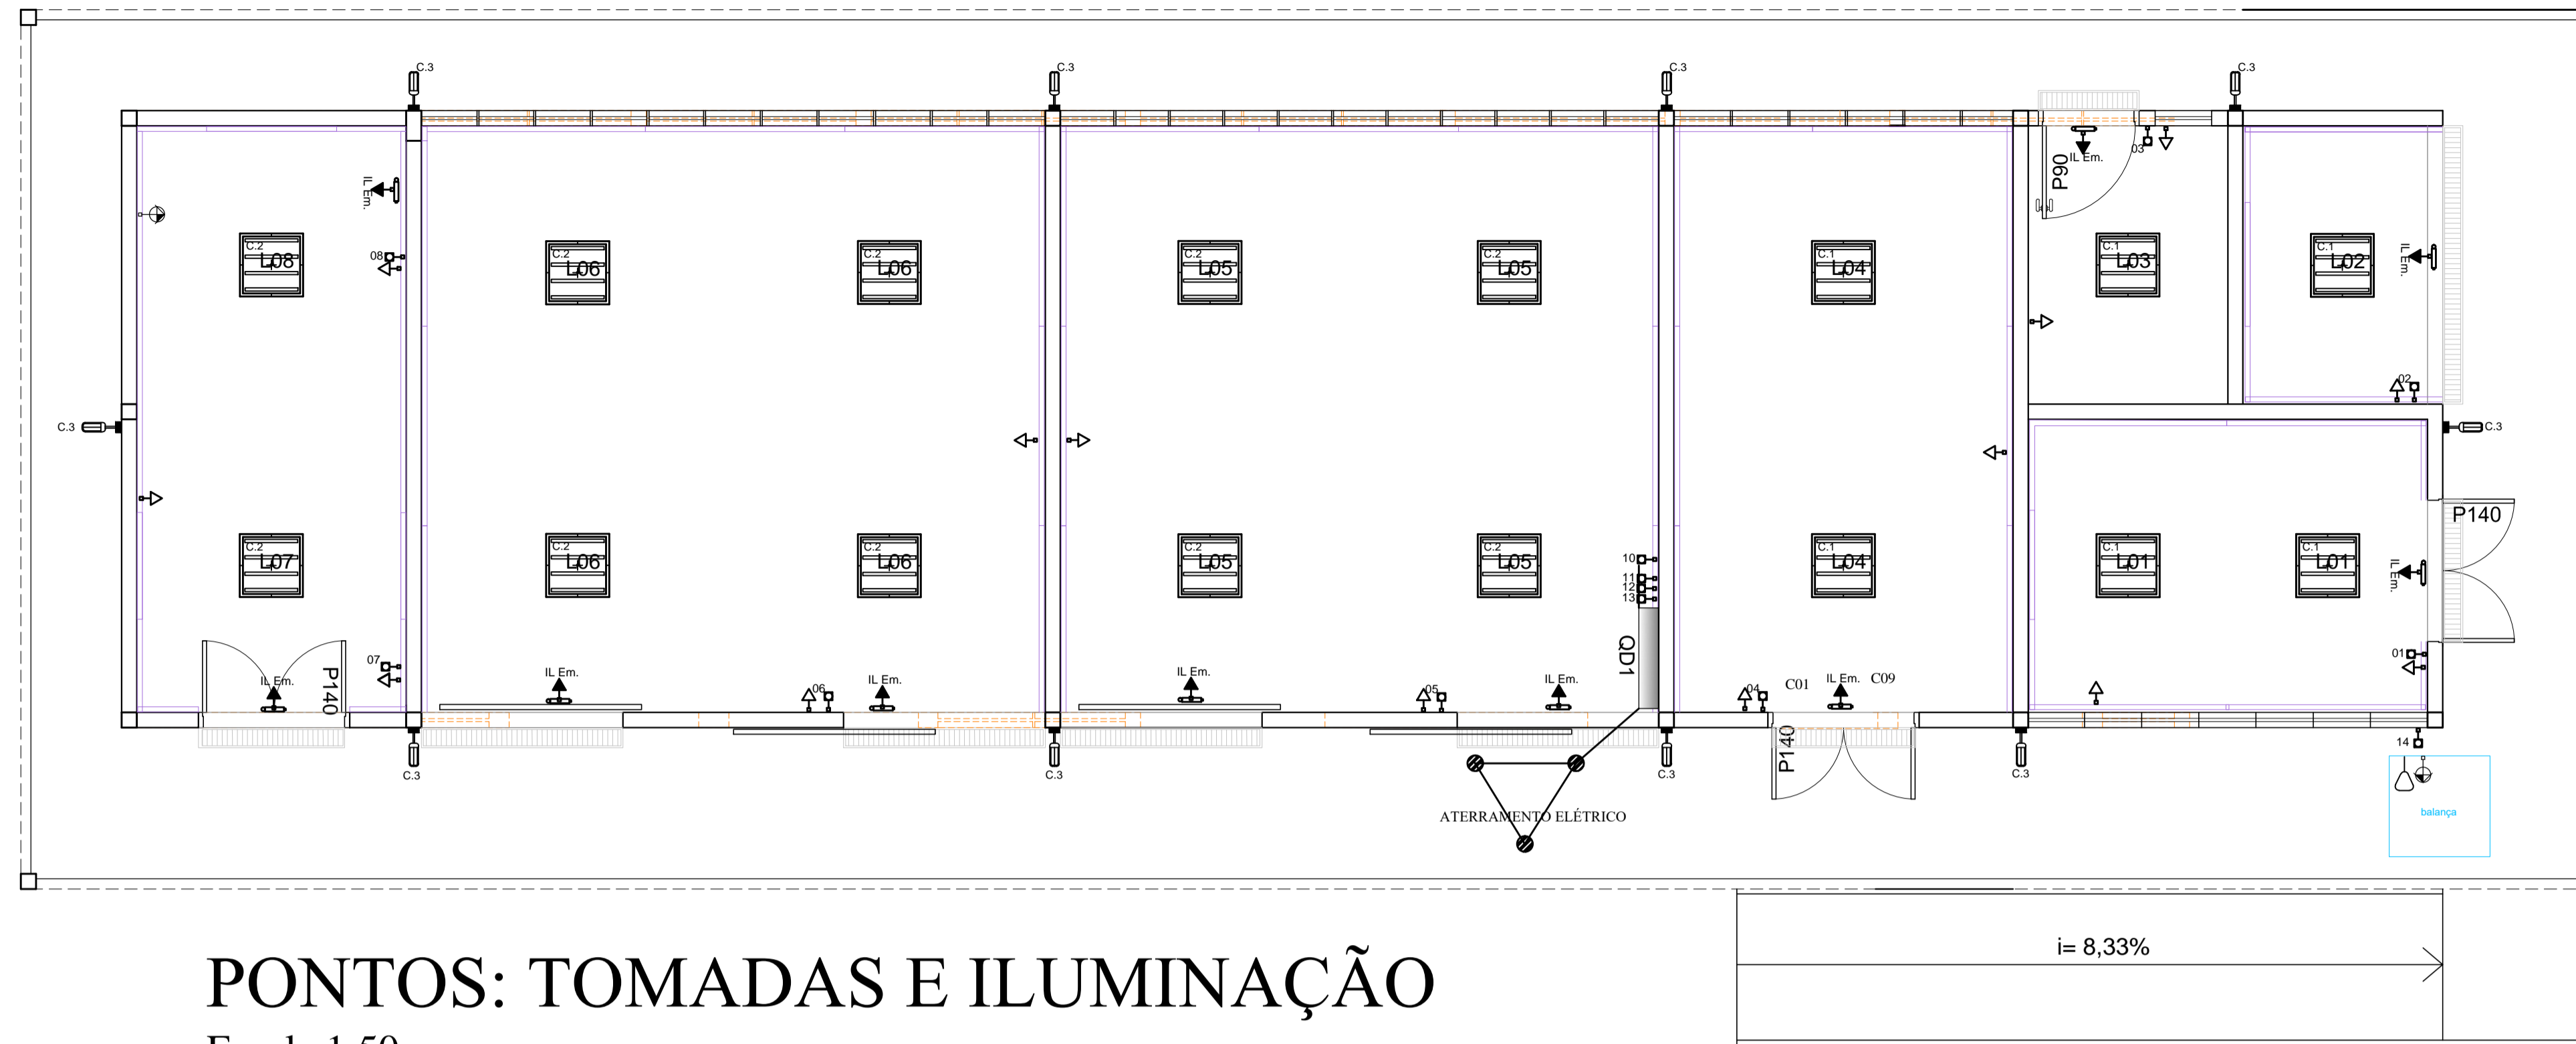 C.3
C.3
C.3
C.3
P90
IL Em.
03
IL Em.
08
C.2
L08
C.2
L06
C.2
L06
C.2
L05
C.2
L05
C.1
L04
C.1
L03
C.1
L02
IL Em.
02
C.3
C.3
P140
C.2
L07
C.2
L06
C.2
L06
C.2
L05
C.2
L05
10
11
12
13
C.1
L04
C.1
L01
C.1
L01
IL Em.
QD1
01
07
P140
IL Em.
IL Em.
06
IL Em.
IL Em.
05
IL Em.
04
C01
IL Em.
C09
P140
14
C.3
C.3
C.3
C.3
ATERRAMENTO ELÉTRICO
balança
i= 8,33%
PONTOS: TOMADAS E ILUMINAÇÃO